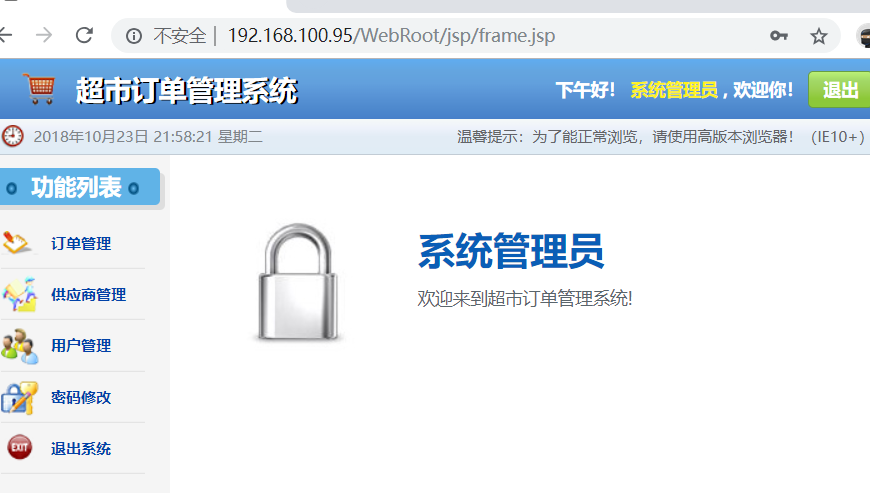 不安全 | 192.168.100.95/WebRoot/jsp/frame.jsp
超市订单管理系统
下午好! 系统管理员 , 欢迎你!
退出
2018年10月23日 21:58:21 星期二
温馨提示：为了能正常浏览，请使用高版本浏览器！（IE10+）
功能列表
订单管理
供应商管理
用户管理
密码修改
EXIT
退出系统
系统管理员
欢迎来到超市订单管理系统!